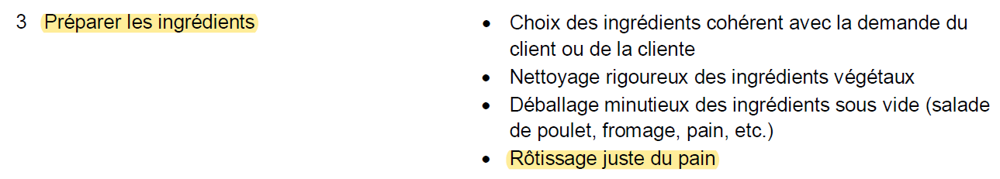 3 Préparer les ingrédients
• Choix des ingrédients cohérent avec la demande du
client ou de la cliente
• Nettoyage rigoureux des ingrédients végétaux
• Déballage minutieux des ingrédients sous vide (salade
de poulet, fromage, pain, etc.)
• Rôtissage juste du pain